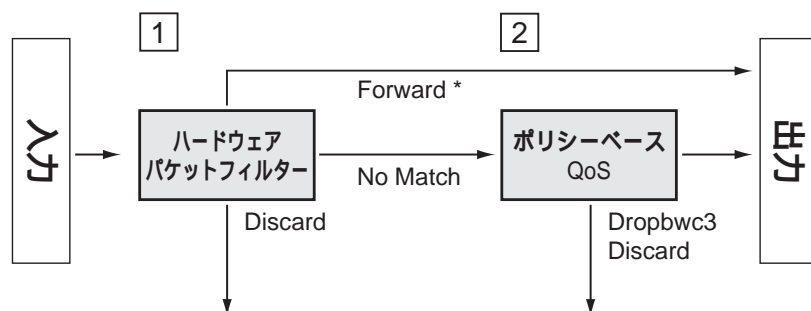 1
2
入力
Forward *
ハードウェア
パケットフィルター
No Match
ポリシーベース
QoS
出力
Discard
Dropbwc3
Discard